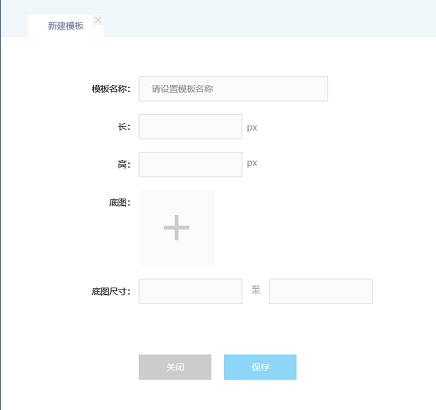 新建模板
模板名称： 请设置模板名称
长： px
高： px
底图：
底图尺寸： 至
关闭 保存